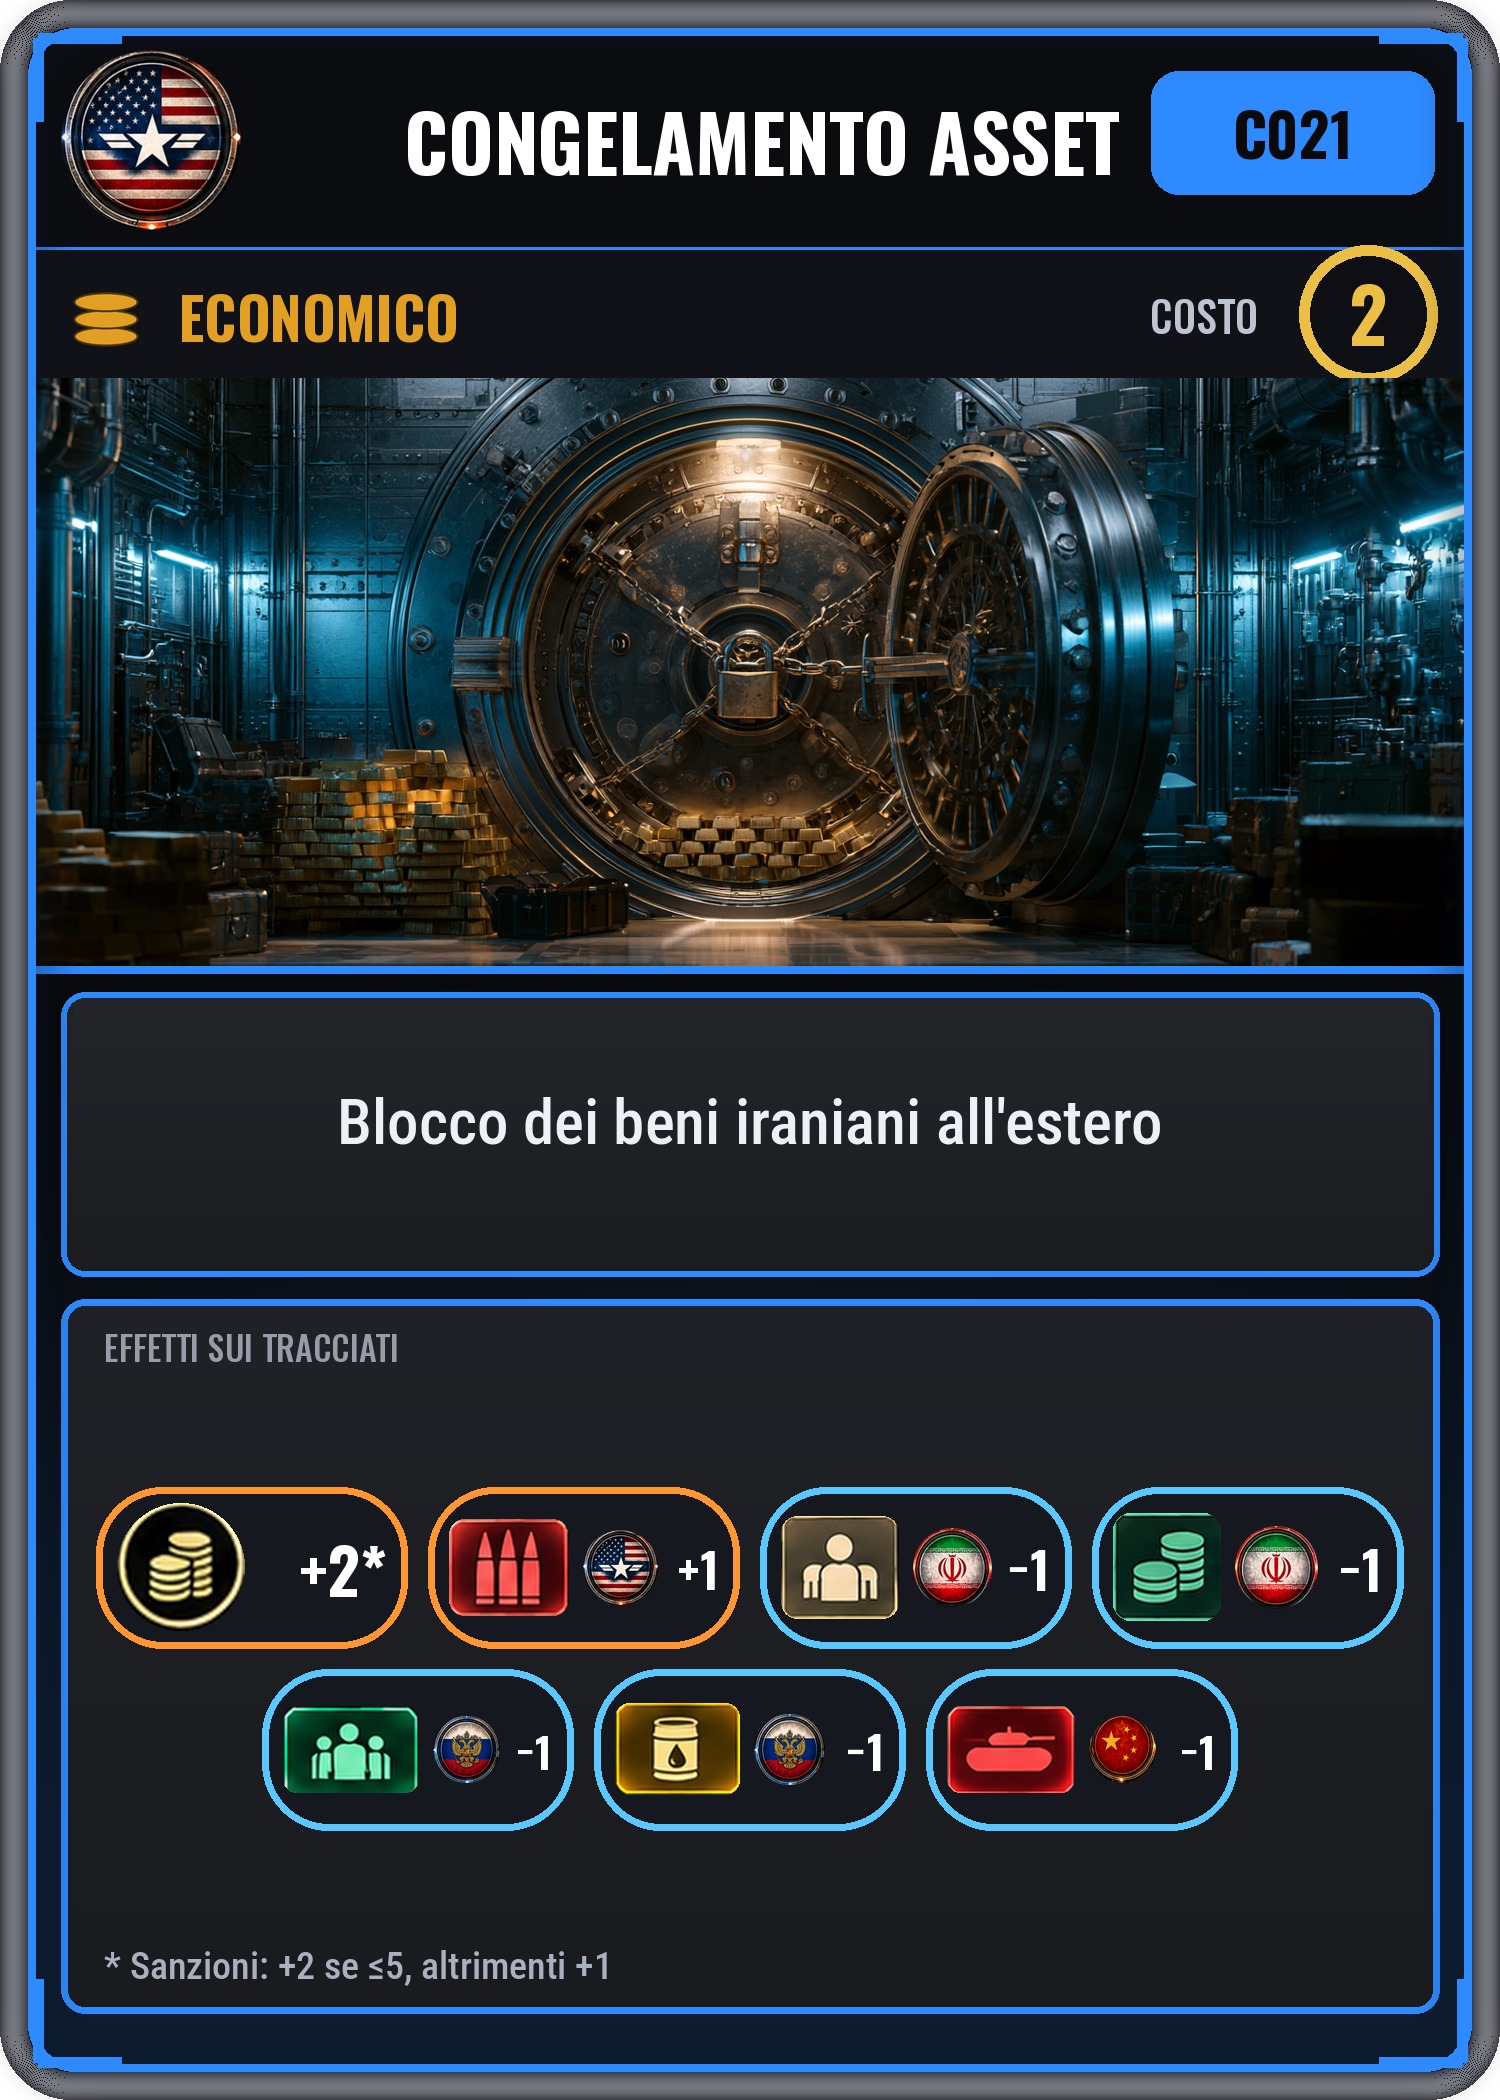 CONGELAMENTO ASSET
C021
ECONOMICO
COSTO
2
Blocco dei beni iraniani all'estero
EFFETTI SUI TRACCIATI
+2* +1 −1 −1
−1 −1 −1
* Sanzioni: +2 se ≤5, altrimenti +1